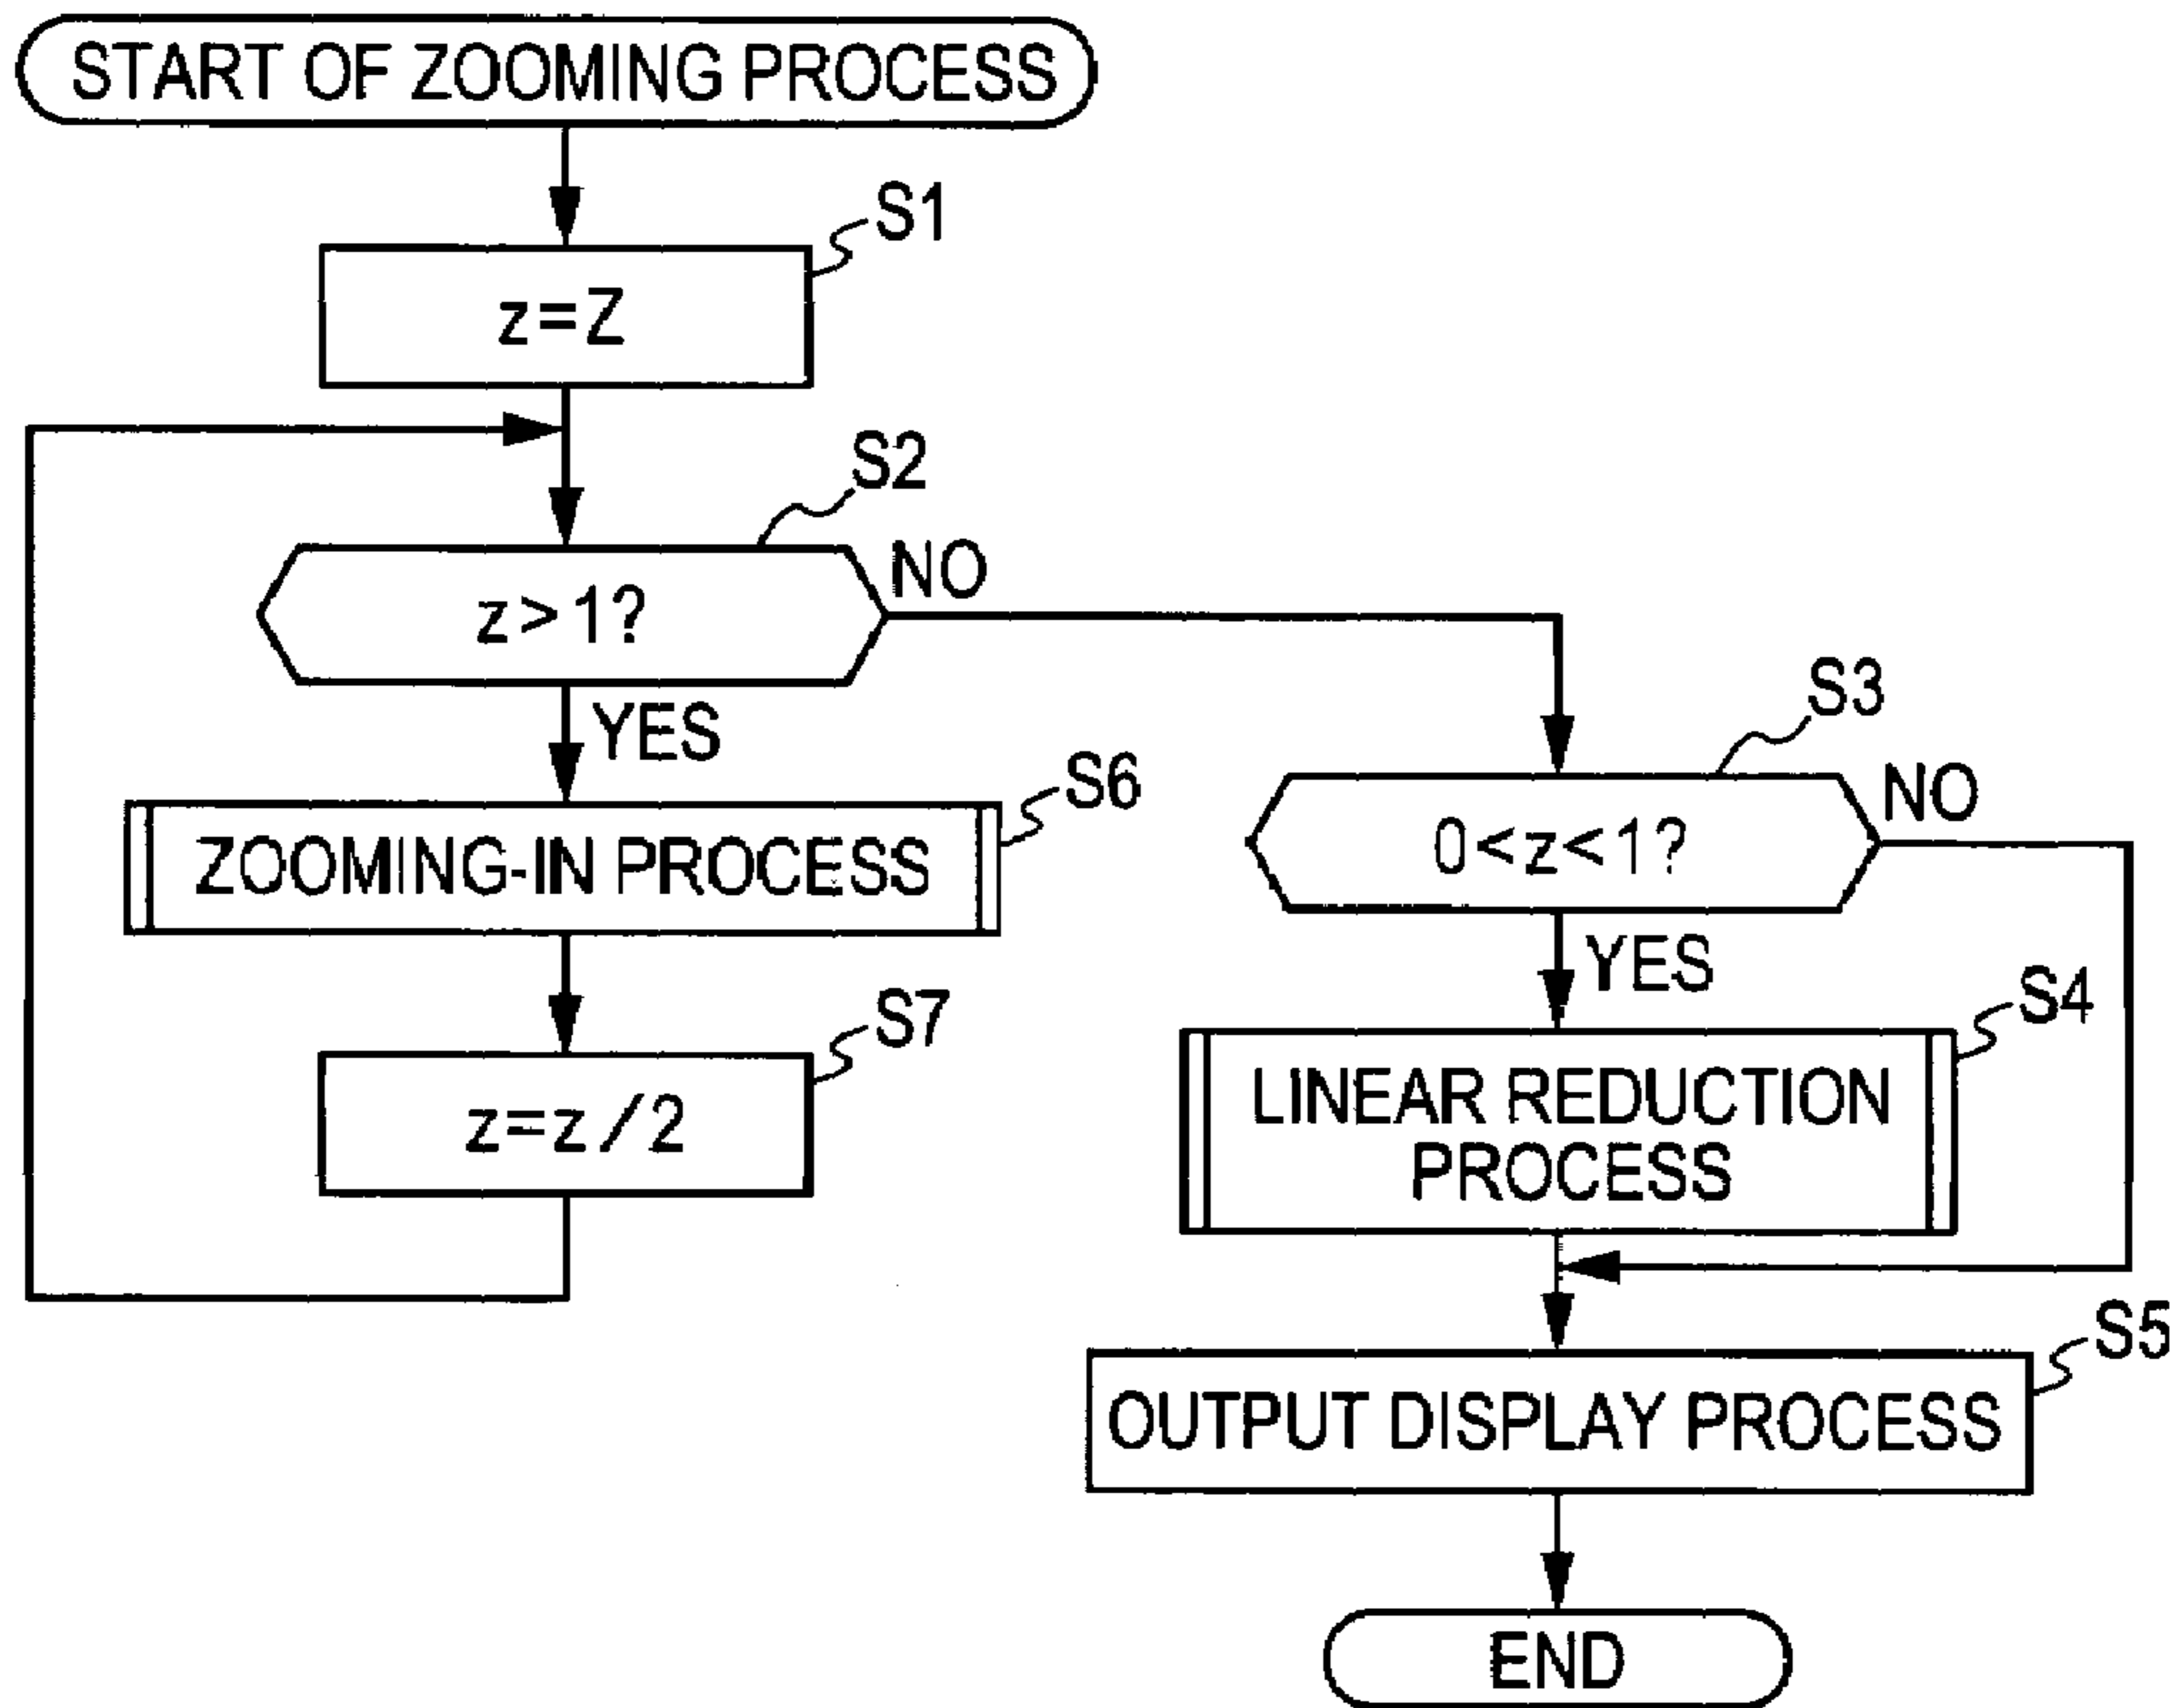 START OF ZOOMING PROCESS
S1
z=Z
S2
z>1?
NO
YES
S6
ZOOMING-IN PROCESS
S7
z=z/2
S3
0<z<1?
NO
YES
S4
LINEAR REDUCTION
PROCESS
S5
OUTPUT DISPLAY PROCESS
END